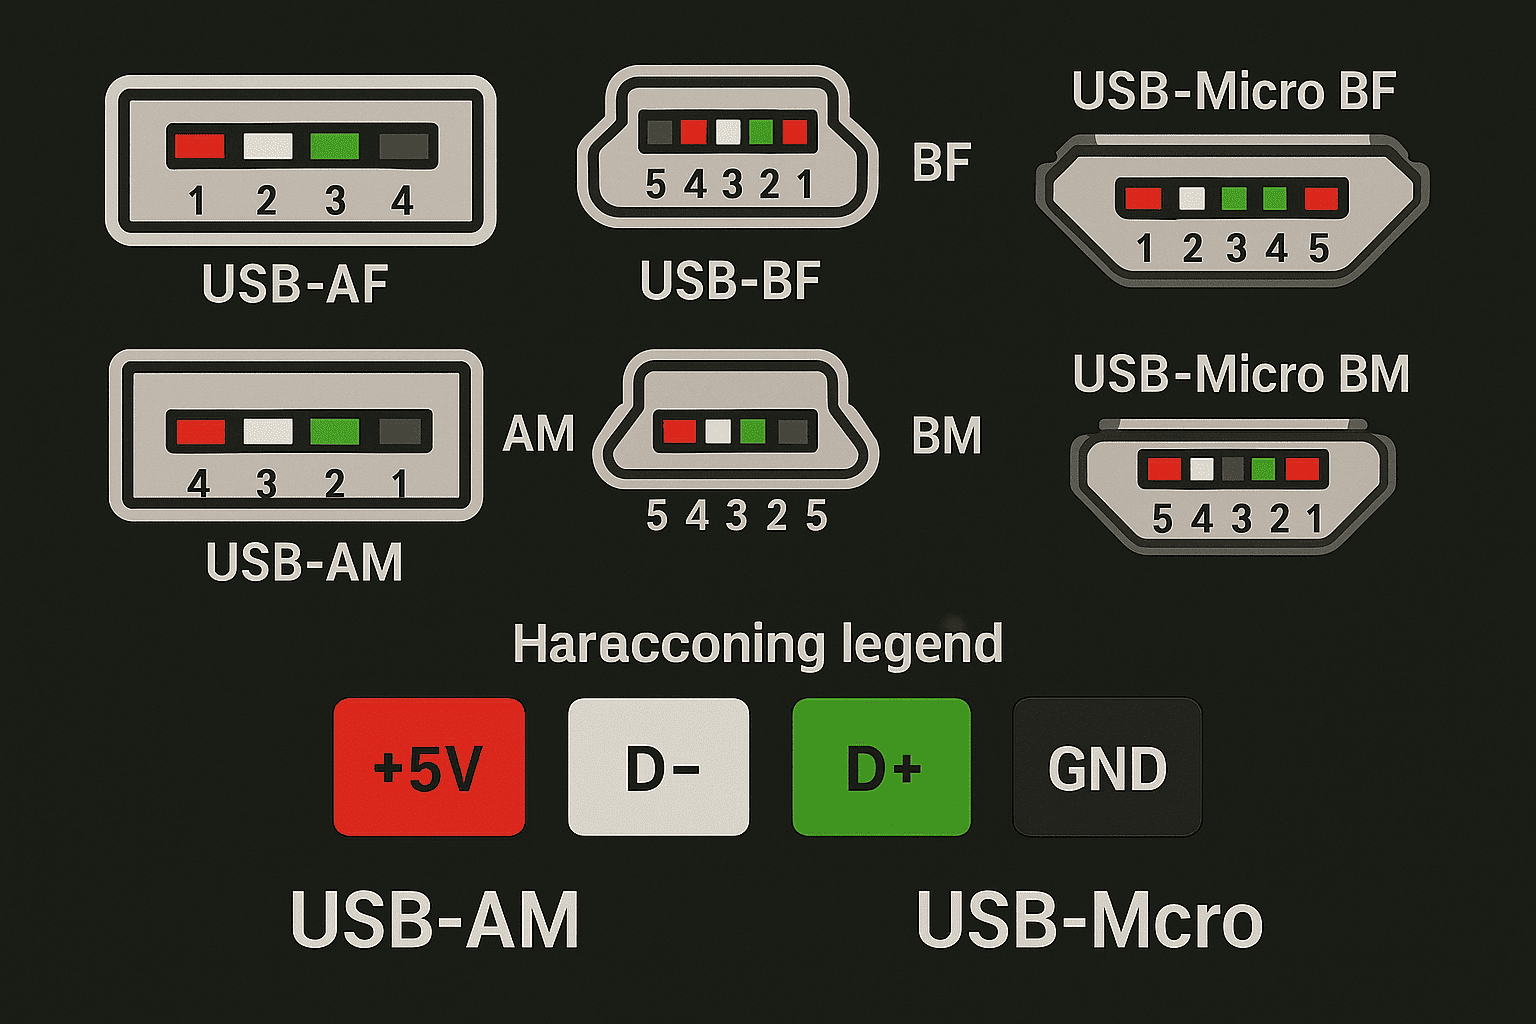 1 2 3 4
USB-AF
5 4 3 2 1
BF
USB-BF
USB-Micro BF
1 2 3 4 5
4 3 2 1
AM
USB-AM
BM
5 4 3 2 5
USB-Micro BM
5 4 3 2 1
Haracconing legend
+5V
D-
D+
GND
USB-AM
USB-Mcro